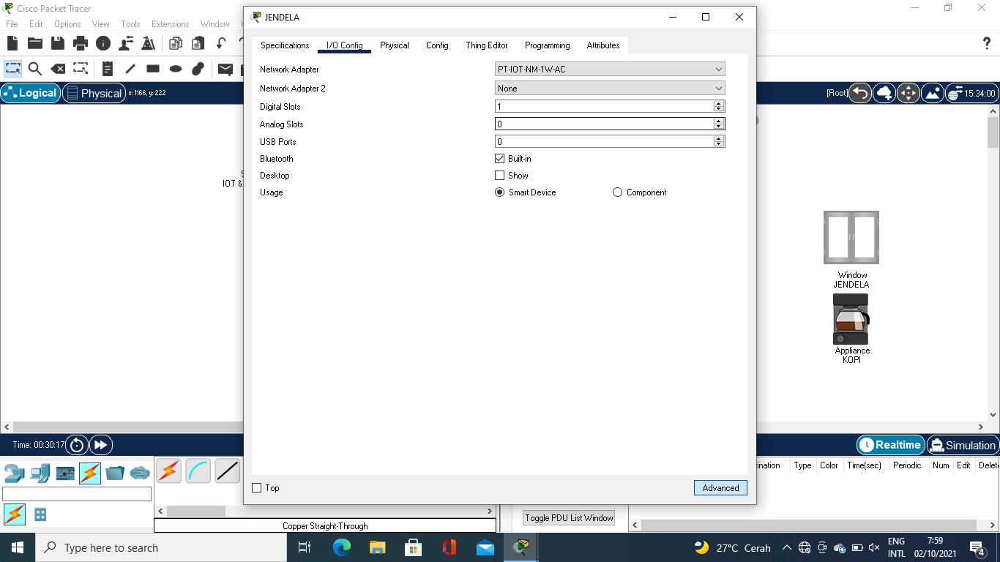 Cisco Packet Tracer
File Edit Options View Tools Extensions Window
JENDELA
Specifications I/O Config Physical Config Thing Editor Programming Attributes
Network Adapter PT-IOT-NM-1W-AC
Network Adapter 2 None
Digital Slots 1
Analog Slots 0
USB Ports 0
Bluetooth Built-in
Desktop Show
Usage Smart Device Component
Top Advanced
?
Logical Physical x: 1166, y: 222
[Root] 15:34:00
IOT &
Window
JENDELA
Appliance
KOPI
Time: 00:30:17
Realtime Simulation
ination Type Color Time(sec) Periodic Num Edit Delet
Toggle PDU List Window
Copper Straight-Through
Type here to search
27°C Cerah
ENG
INTL
7:59
02/10/2021
4